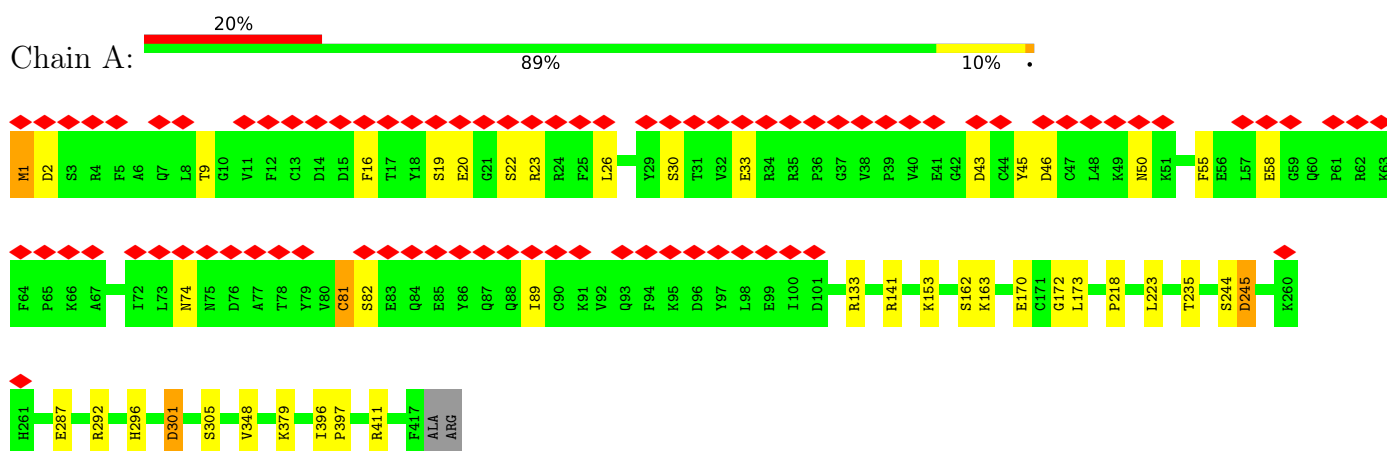 20%
Chain A:
89% 10% •
M1 D2 S3 R4 F5 A6 Q7 L8 T9 G10 V11 F12 C13 D14 D15 F16 T17 Y18 S19 E20 G21 S22 R23 R24 F25 L26 Y29 S30 T31 V32 E33 R34 R35 P36 G37 V38 P39 V40 E41 G42 D43 C44 Y45 D46 C47 L48 K49 N50 K51 F55 E56 L57 E58 G59 Q60 P61 R62 K63
F64 P65 K66 A67 I72 L73 N74 N75 D76 A77 T78 Y79 V80 C81 S82 E83 Q84 E85 Y86 Q87 Q88 I89 C90 K91 V92 Q93 F94 K95 D96 Y97 L98 E99 I100 D101 R133 R141 K153 S162 K163 E170 C171 G172 L173 P218 L223 T235 S244 D245 K260
H261 E287 R292 H296 D301 S305 V348 K379 I396 P397 R411 F417 ALA ARG